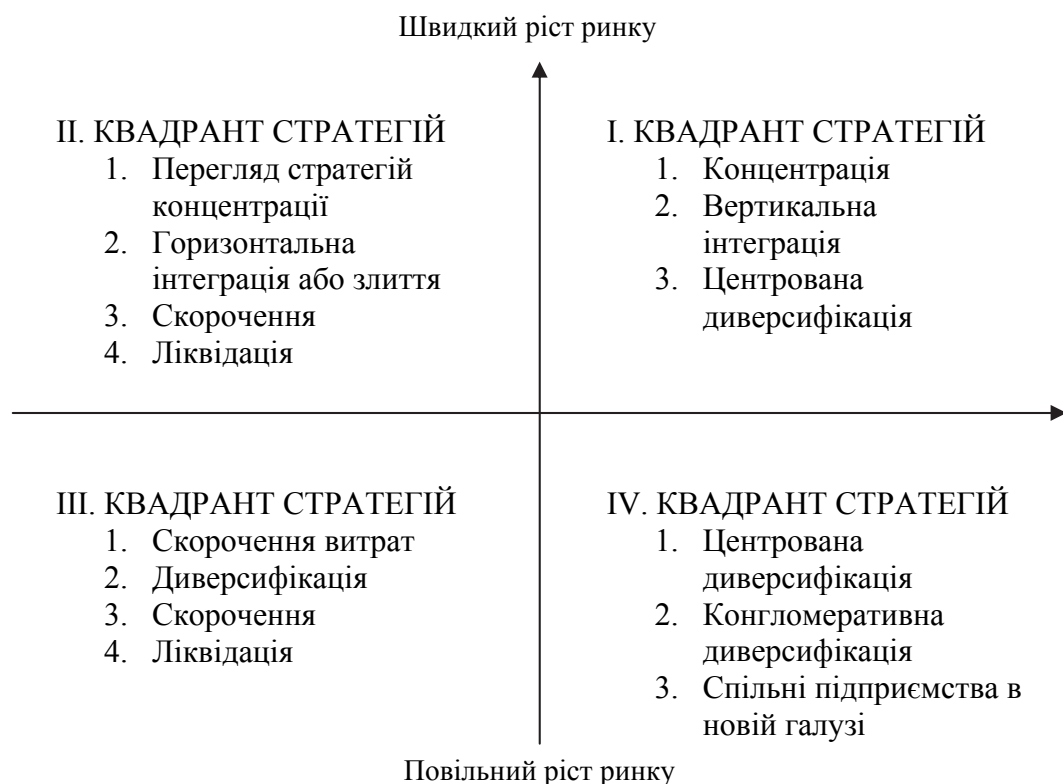 Швидкий ріст ринку
II. КВАДРАНТ СТРАТЕГІЙ
1. Перегляд стратегій
концентрації
2. Горизонтальна
інтеграція або злиття
3. Скорочення
4. Ліквідація
I. КВАДРАНТ СТРАТЕГІЙ
1. Концентрація
2. Вертикальна
інтеграція
3. Центрована
диверсифікація
III. КВАДРАНТ СТРАТЕГІЙ
1. Скорочення витрат
2. Диверсифікація
3. Скорочення
4. Ліквідація
IV. КВАДРАНТ СТРАТЕГІЙ
1. Центрована
диверсифікація
2. Конгломеративна
диверсифікація
3. Спільні підприємства в
новій галузі
Повільний ріст ринку